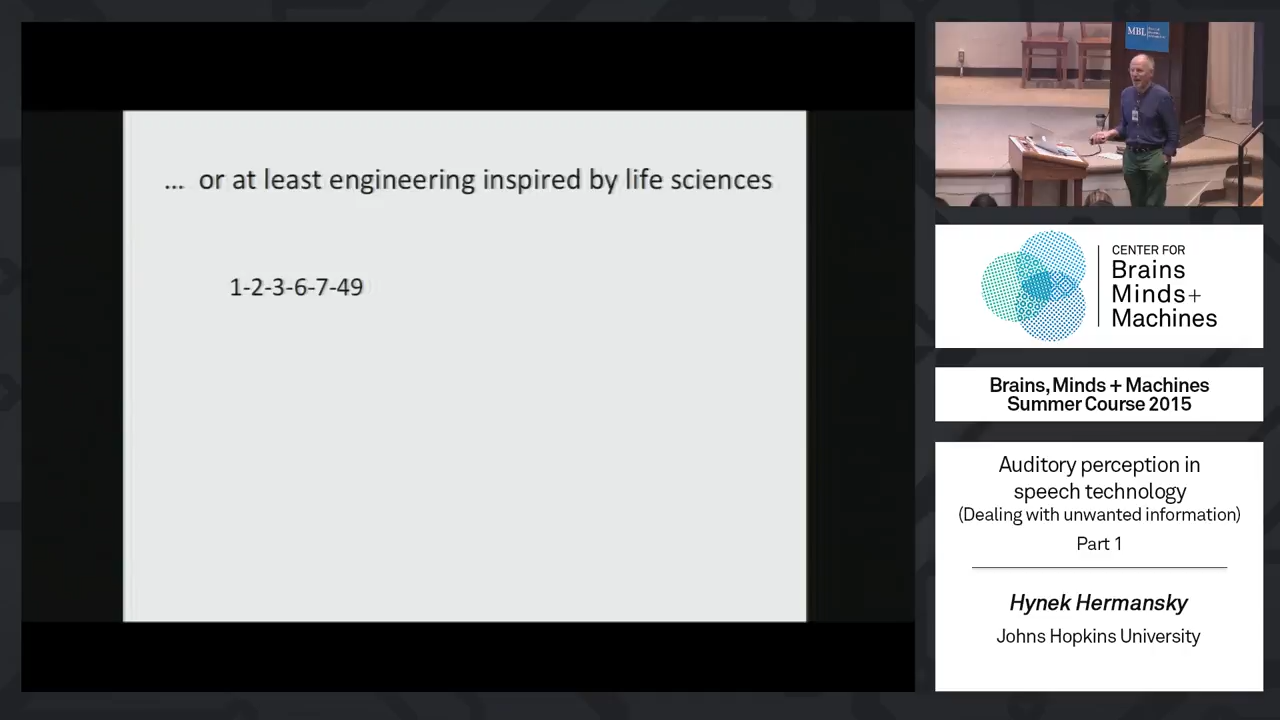 ... or at least engineering inspired by life sciences
1-2-3-6-7-49
MBL
CENTER FOR
Brains
Minds+
Machines
Brains, Minds + Machines
Summer Course 2015
Auditory perception in
speech technology
(Dealing with unwanted information)
Part 1
Hynek Hermansky
Johns Hopkins University